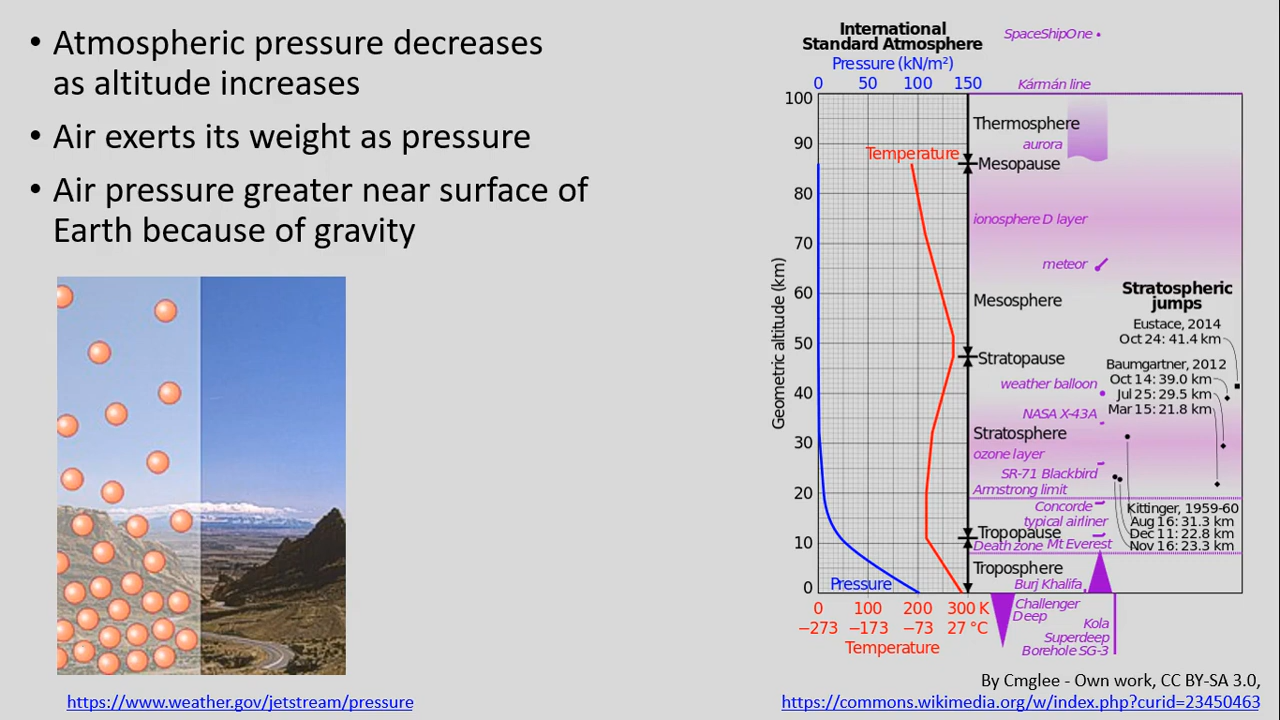 • Atmospheric pressure decreases
as altitude increases
• Air exerts its weight as pressure
• Air pressure greater near surface of
Earth because of gravity
https://www.weather.gov/jetstream/pressure
International
Standard Atmosphere
Pressure (kN/m²)
0 50 100 150
SpaceShipOne
Kármán line
100
90
80
70
60
50
40
30
20
10
0
Geometric altitude (km)
Temperature
Pressure
0 100 200 300 K
−273 −173 −73 27 °C
Temperature
Thermosphere
aurora
Mesopause
ionosphere D layer
meteor
Mesosphere
Stratopause
weather balloon
NASA X-43A
Stratosphere
ozone layer
SR-71 Blackbird
Armstrong limit
Concorde
typical airliner
Tropopause
Death zone Mt Everest
Troposphere
Burj Khalifa
Challenger
Deep
Kola
Superdeep
Borehole SG-3
Stratospheric
jumps
Eustace, 2014
Oct 24: 41.4 km
Baumgartner, 2012
Oct 14: 39.0 km
Jul 25: 29.5 km
Mar 15: 21.8 km
Kittinger, 1959-60
Aug 16: 31.3 km
Dec 11: 22.8 km
Nov 16: 23.3 km
By Cmglee - Own work, CC BY-SA 3.0,
https://commons.wikimedia.org/w/index.php?curid=23450463